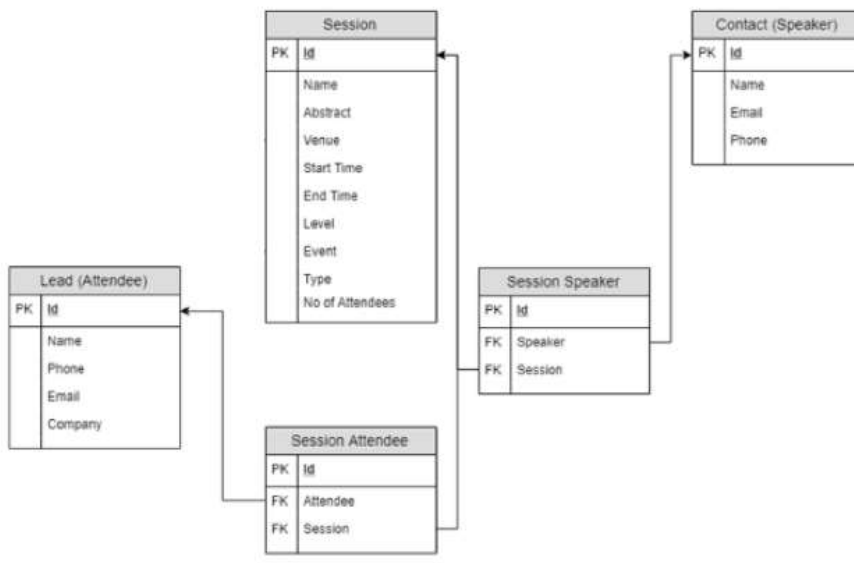 Session
PK Id
Name
Abstract
Venue
Start Time
End Time
Level
Event
Type
No of Attendees
Contact (Speaker)
PK Id
Name
Email
Phone
Lead (Attendee)
PK Id
Name
Phone
Email
Company
Session Speaker
PK Id
FK Speaker
FK Session
Session Attendee
PK Id
FK Attendee
FK Session